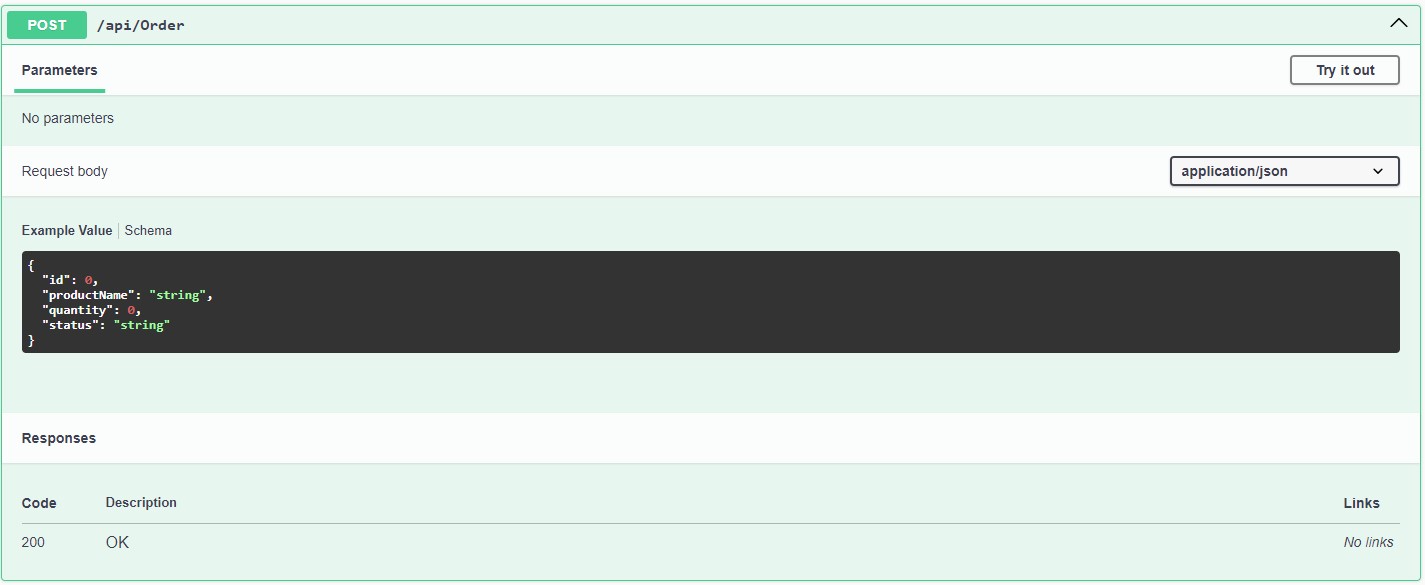 POST /api/Order
Parameters Try it out
No parameters
Request body application/json
Example Value Schema
{
  "id": 0,
  "productName": "string",
  "quantity": 0,
  "status": "string"
}
Responses
Code Description Links
200 OK No links